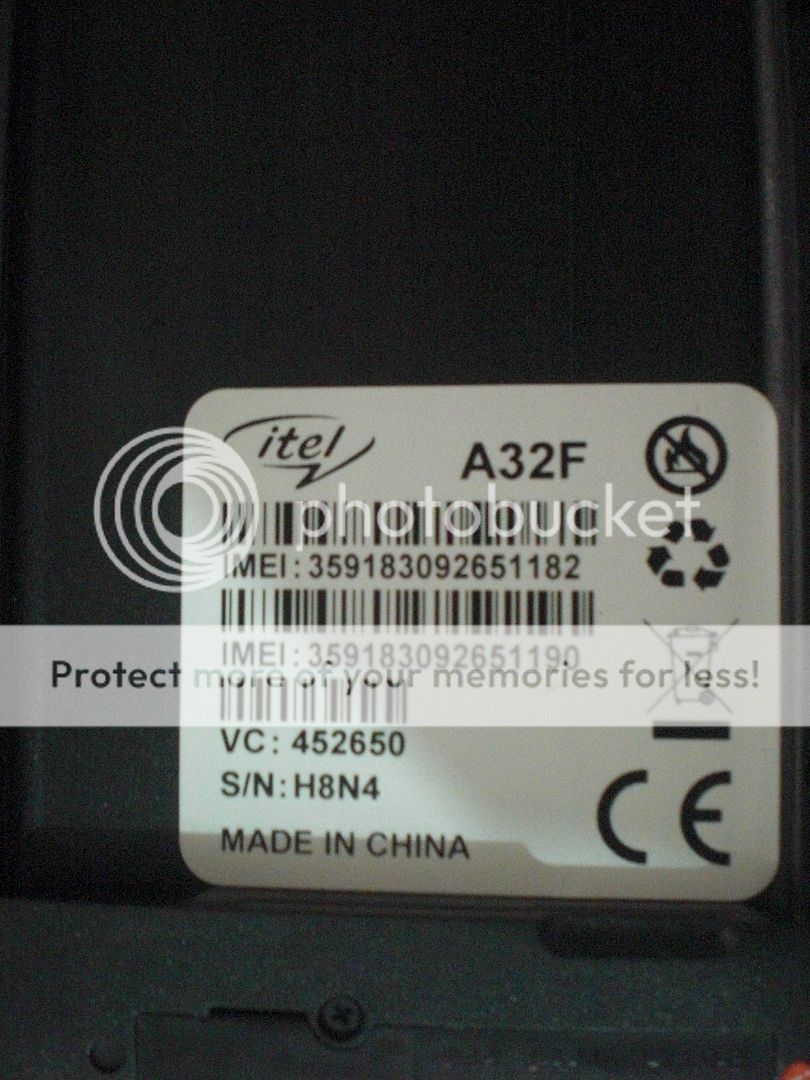 itel
A32F
photobucket
IMEI: 359183092651182
IMEI: 359183092651190
Protect more of your memories for less!
VC: 452650
S/N: H8N4
MADE IN CHINA
CE